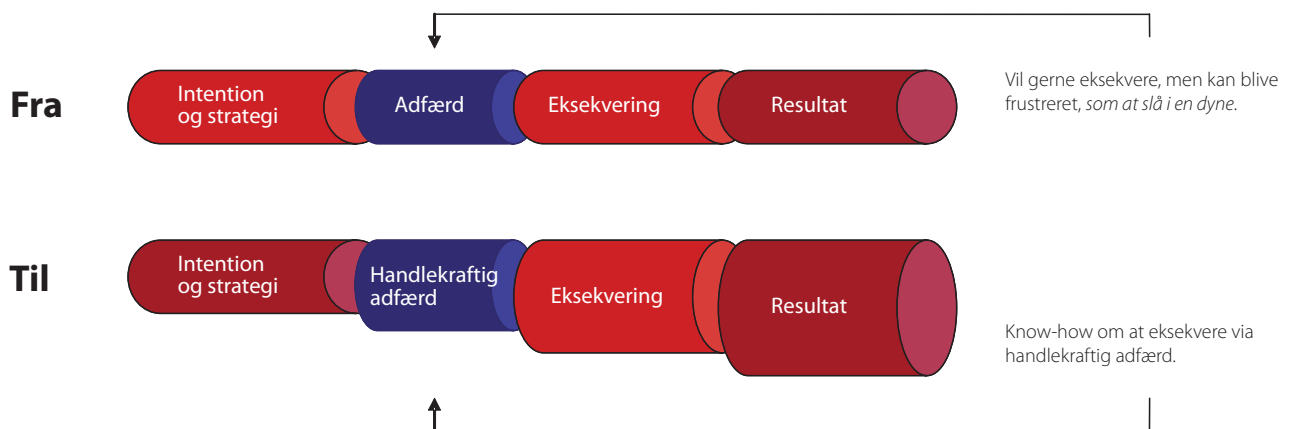 Fra
Intention
og strategi
Adfærd
Eksekvering
Resultat
Vil gerne eksekvere, men kan blive
frustreret, som at slå i en dyne.
Til
Intention
og strategi
Handlekraftig
adfærd
Eksekvering
Resultat
Know-how om at eksekvere via
handlekraftig adfærd.